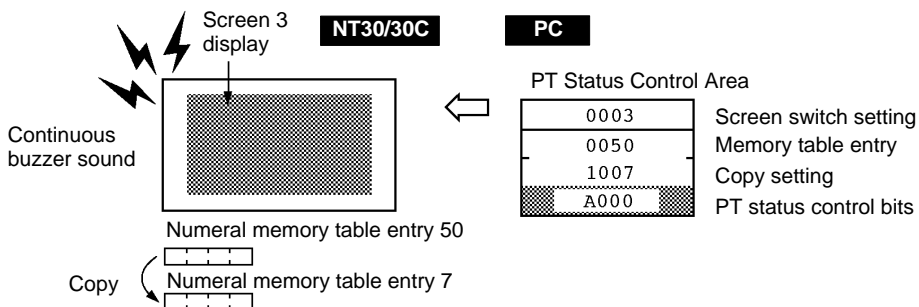 Screen 3
display
NT30/30C
PC
PT Status Control Area
Continuous
buzzer sound
0003 Screen switch setting
0050 Memory table entry
1007 Copy setting
A000 PT status control bits
Numeral memory table entry 50
Copy
Numeral memory table entry 7